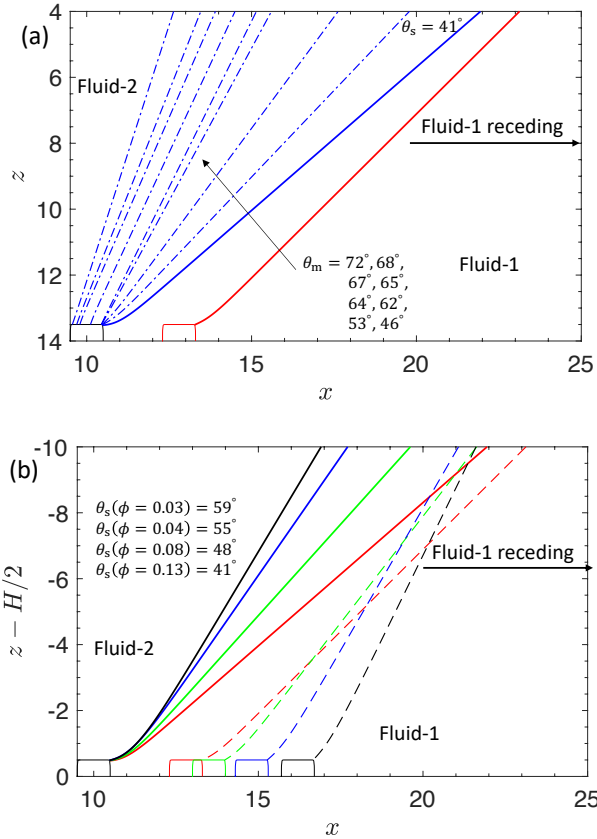 (a)
4
6
8
10
12
14
z
θs = 41°
Fluid-2
Fluid-1 receding
θm = 72°, 68°,
67°, 65°,
64°, 62°,
53°, 46°
Fluid-1
10 15 20 25
x
(b)
-10
-8
-6
-4
-2
0
z − H/2
θs(ϕ = 0.03) = 59°
θs(ϕ = 0.04) = 55°
θs(ϕ = 0.08) = 48°
θs(ϕ = 0.13) = 41°
Fluid-1 receding
Fluid-2
Fluid-1
10 15 20 25
x